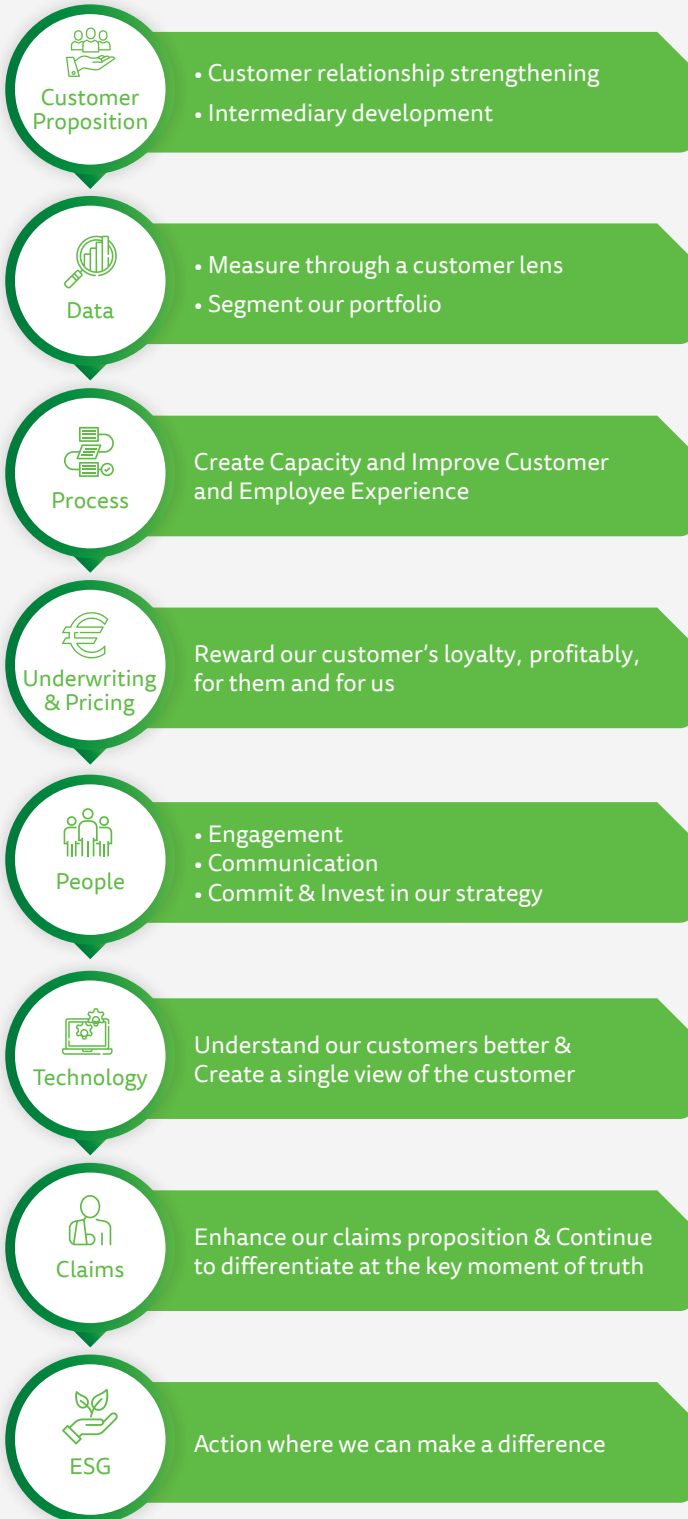 Customer
Proposition
• Customer relationship strengthening
• Intermediary development
Data
• Measure through a customer lens
• Segment our portfolio
Process
Create Capacity and Improve Customer
and Employee Experience
€
Underwriting
& Pricing
Reward our customer’s loyalty, profitably,
for them and for us
People
• Engagement
• Communication
• Commit & Invest in our strategy
Technology
Understand our customers better &
Create a single view of the customer
Claims
Enhance our claims proposition & Continue
to differentiate at the key moment of truth
ESG
Action where we can make a difference